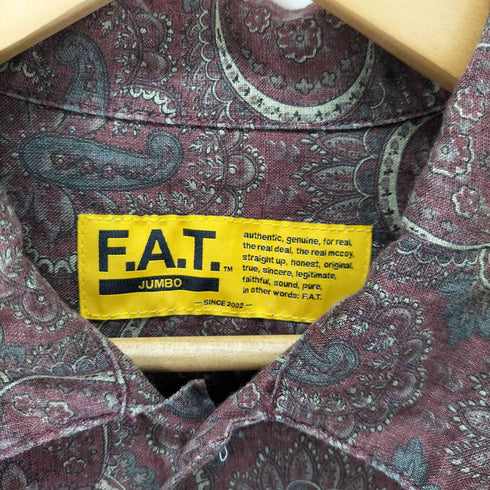 F.A.T.™
JUMBO
authentic, genuine, for real,
the real deal, the real mccoy,
straight up, honest, original,
true, sincere, legitimate,
faithful, sound, pure,
in other words: F.A.T.
— SINCE 2002 —